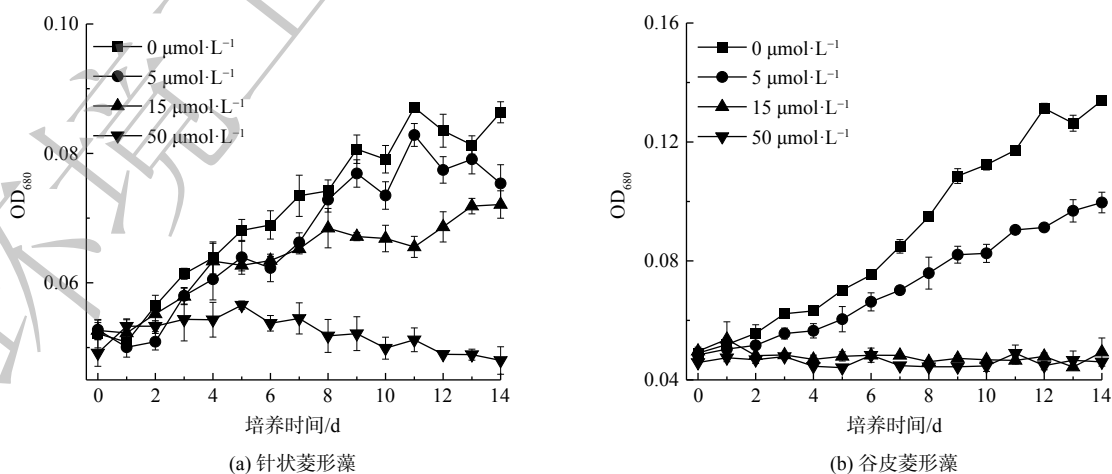 (a)
0.10
0 μmol·L⁻¹
5 μmol·L⁻¹
15 μmol·L⁻¹
50 μmol·L⁻¹
0.08
OD₆₈₀
0.06
0 2 4 6 8 10 12 14
培养时间/d
(a) 针状菱形藻
(b)
0.16
0 μmol·L⁻¹
5 μmol·L⁻¹
15 μmol·L⁻¹
50 μmol·L⁻¹
0.12
OD₆₈₀
0.08
0.04
0 2 4 6 8 10 12 14
培养时间/d
(b) 谷皮菱形藻
环境